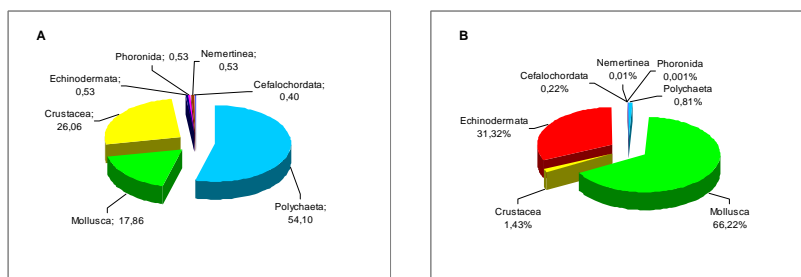 A
Phoronida; 0,53
Nemertinea;
0,53
Echinodermata;
0,53
Cefalochordata;
0,40
Crustacea;
26,06
Mollusca; 17,86
Polychaeta;
54,10
B
Nemertinea
0,01%
Phoronida
0,001%
Cefalochordata
0,22%
Polychaeta
0,81%
Echinodermata
31,32%
Crustacea
1,43%
Mollusca
66,22%